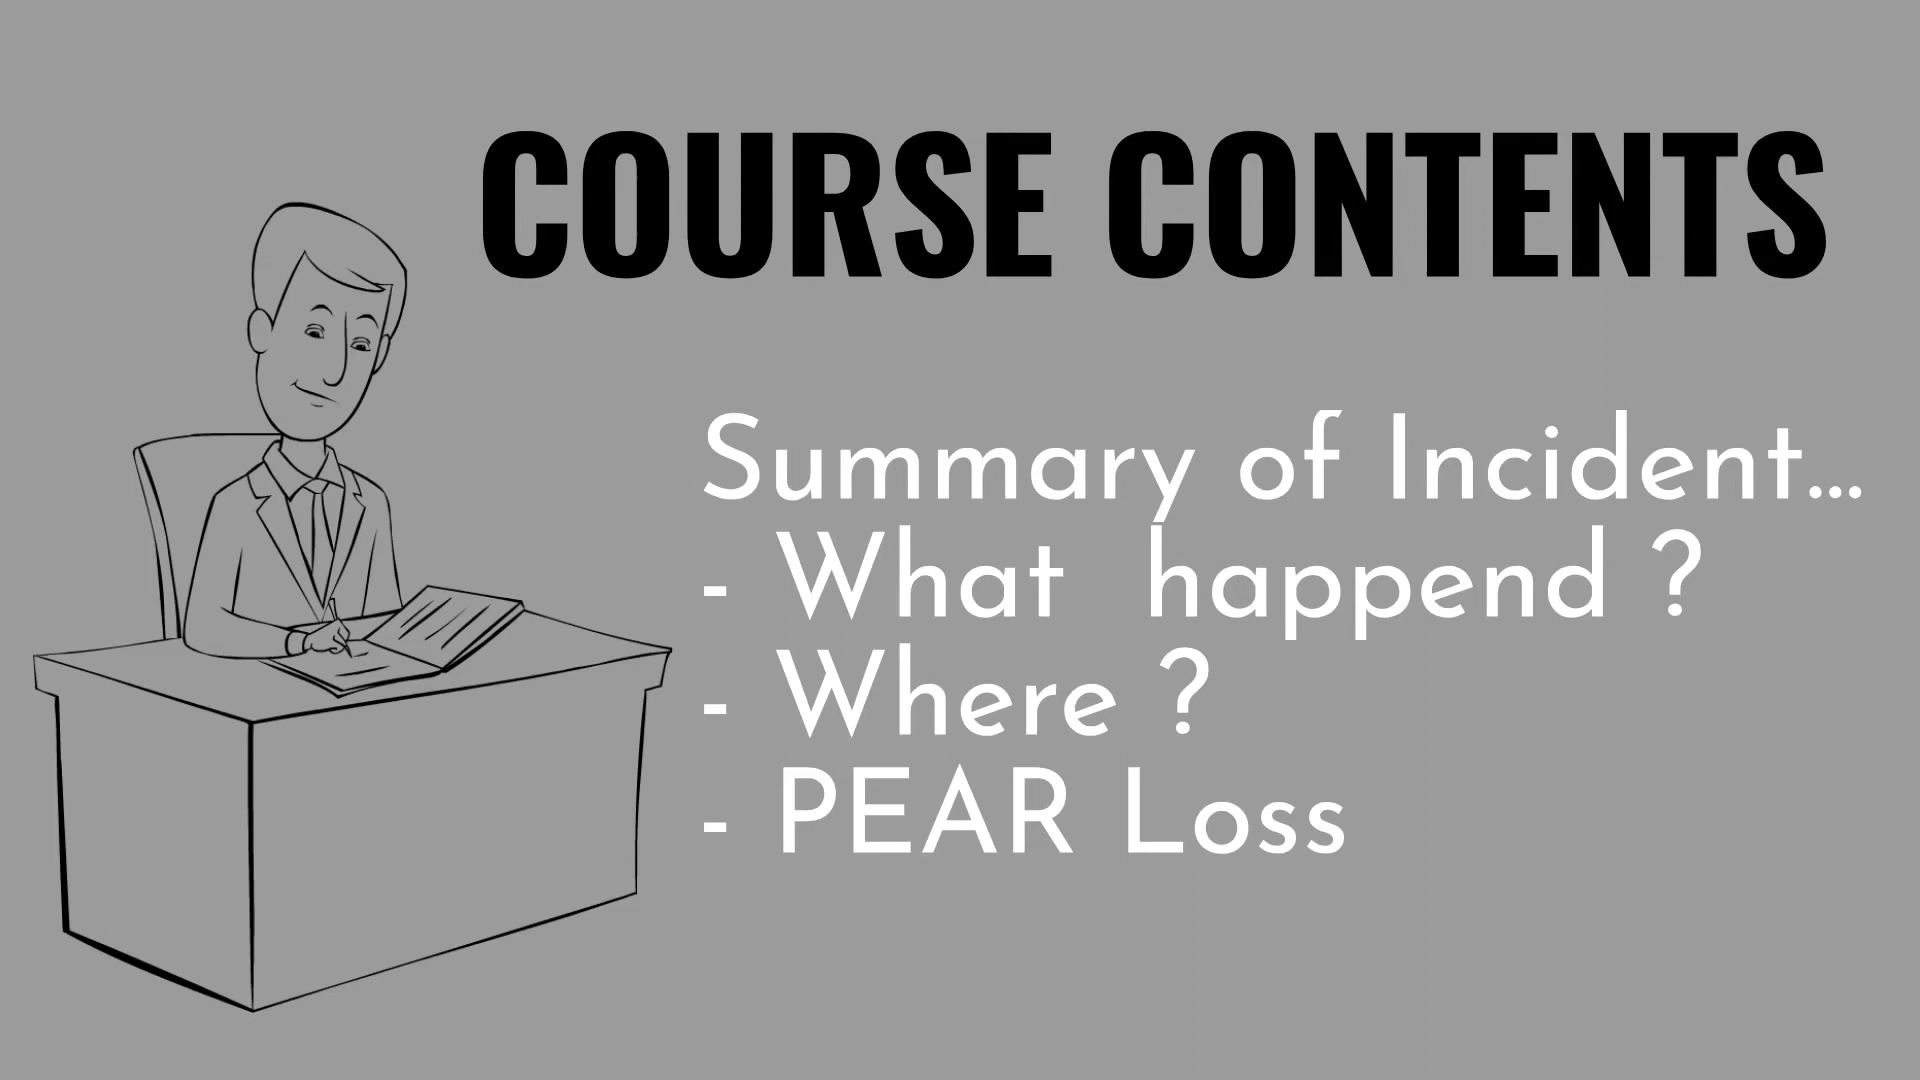 COURSE CONTENTS
Summary of Incident...
- What happend ?
- Where ?
- PEAR Loss